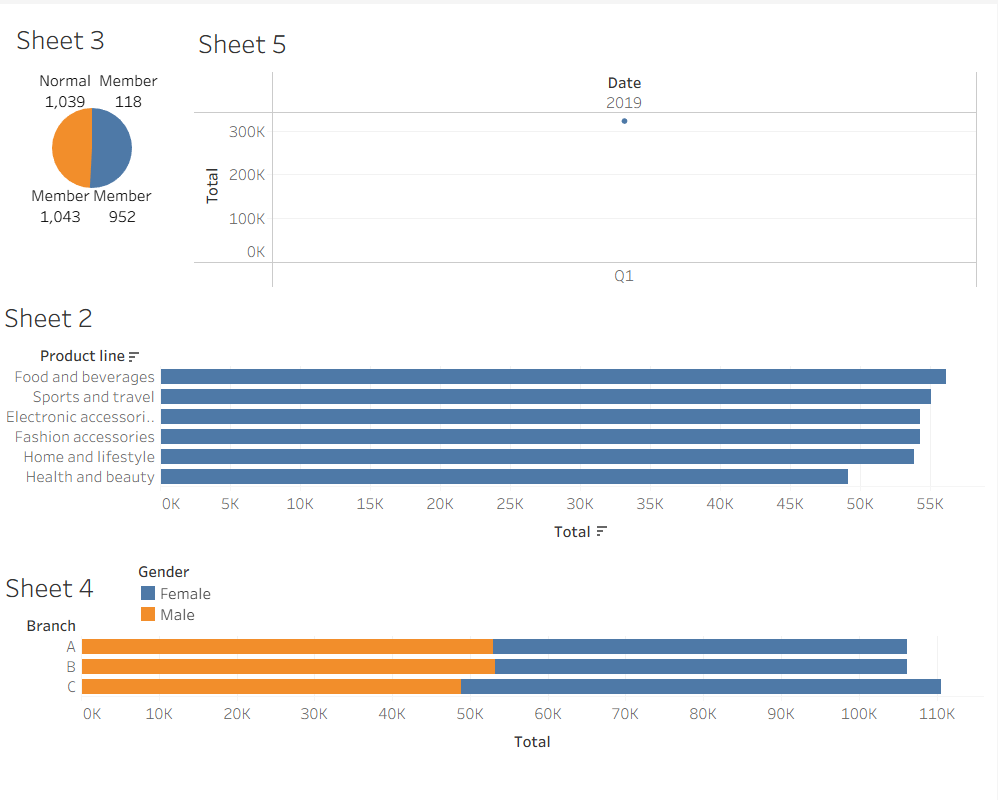 Sheet 3
Normal Member
1,039 118
Member Member
1,043 952
Sheet 5
Date
2019
300K
200K
100K
0K
Total
Q1
Sheet 2
Product line
Food and beverages
Sports and travel
Electronic accessori..
Fashion accessories
Home and lifestyle
Health and beauty
0K 5K 10K 15K 20K 25K 30K 35K 40K 45K 50K 55K
Total
Sheet 4
Gender
Female
Male
Branch
A
B
C
0K 10K 20K 30K 40K 50K 60K 70K 80K 90K 100K 110K
Total